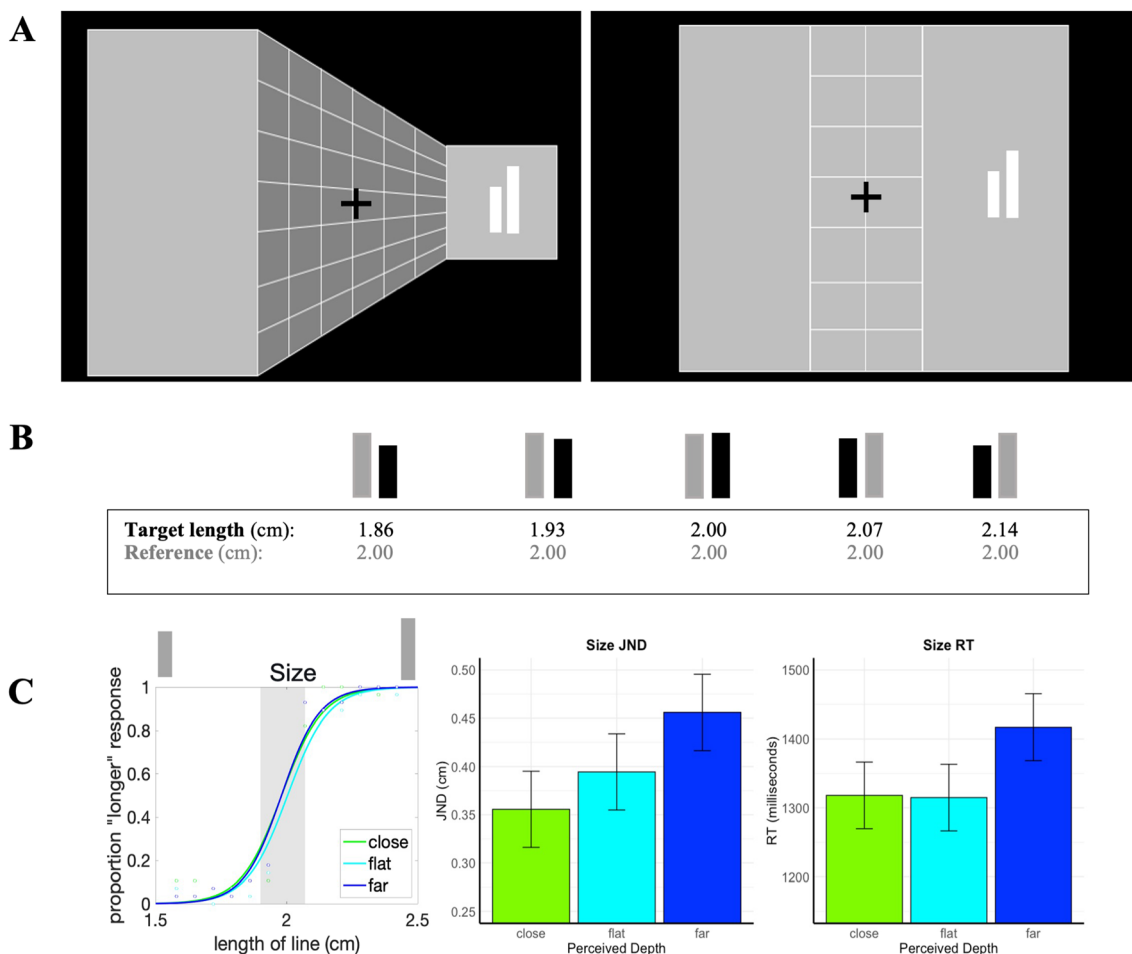 A
B
Target length (cm): 1.86 1.93 2.00 2.07 2.14
Reference (cm): 2.00 2.00 2.00 2.00 2.00
C
Size
proportion "longer" response
1
0.8
0.6
0.4
0.2
0
close
flat
far
1.5 2 2.5
length of line (cm)
Size JND
JND (cm)
0.50
0.45
0.40
0.35
0.30
0.25
close flat far
Perceived Depth
Size RT
RT (milliseconds)
1500
1400
1300
1200
close flat far
Perceived Depth